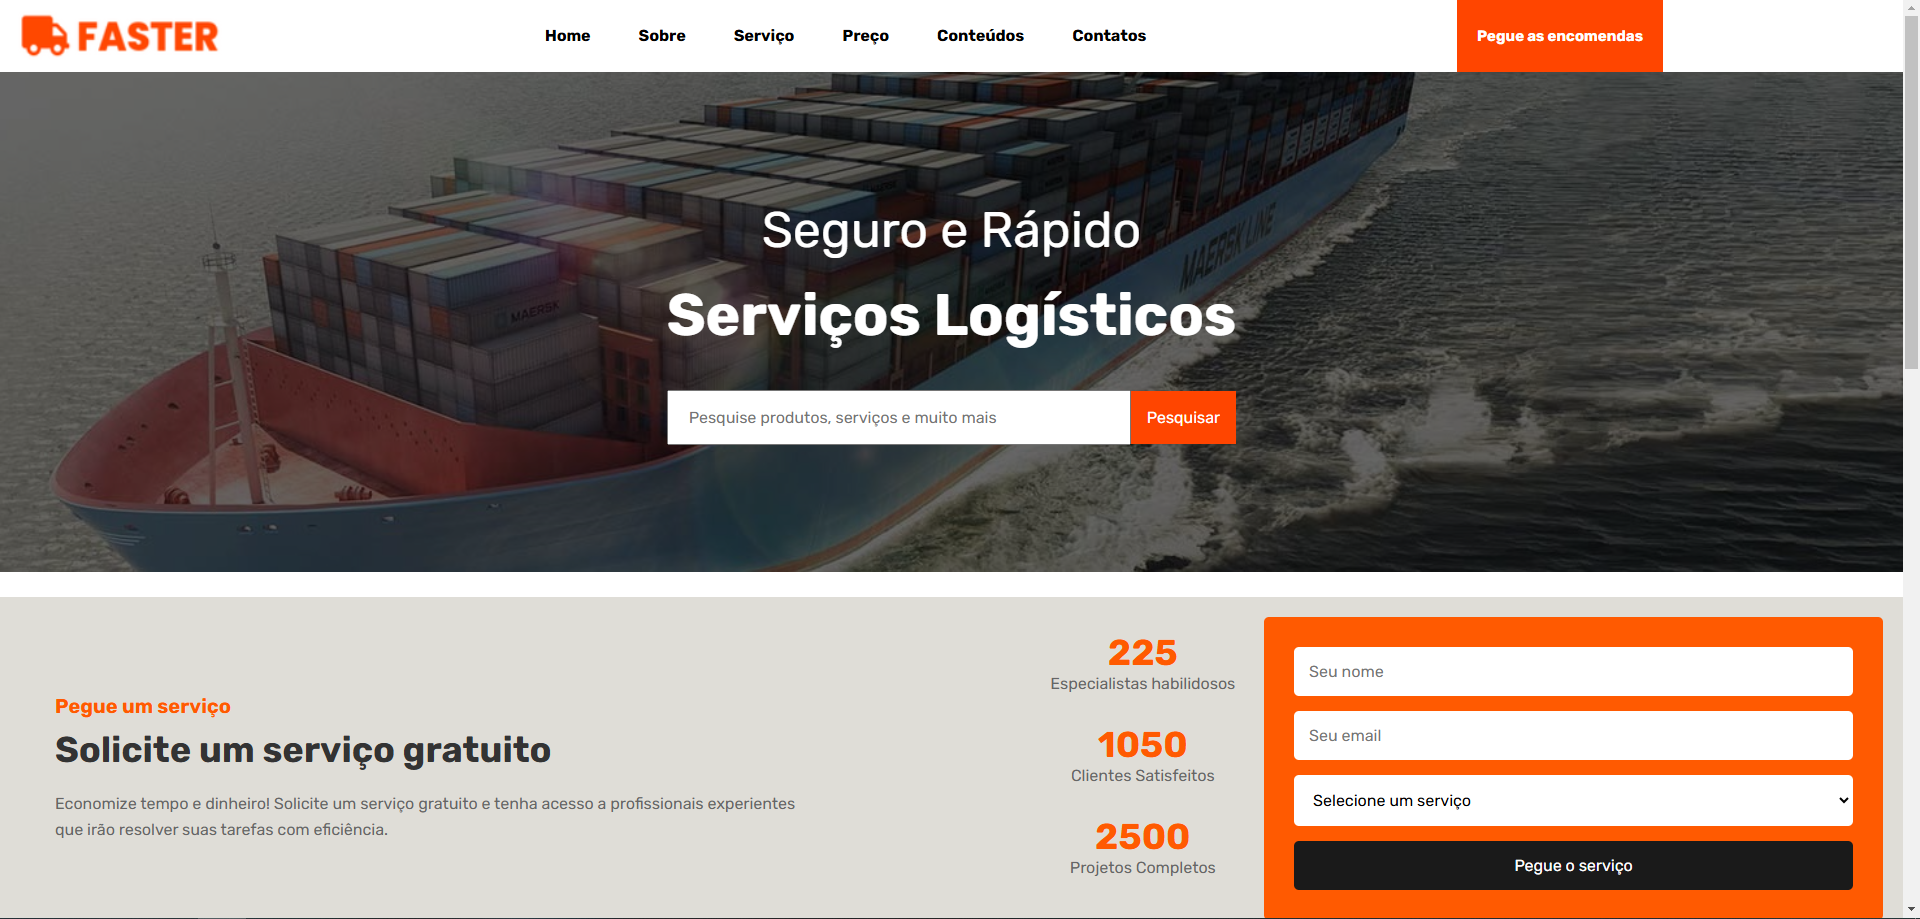 FASTER
Home Sobre Serviço Preço Conteúdos Contatos
Pegue as encomendas
Seguro e Rápido
Serviços Logísticos
MAERSK LINE
MAERSK
Pesquise produtos, serviços e muito mais
Pesquisar
Pegue um serviço
Solicite um serviço gratuito
Economize tempo e dinheiro! Solicite um serviço gratuito e tenha acesso a profissionais experientes
que irão resolver suas tarefas com eficiência.
225
Especialistas habilidosos
1050
Clientes Satisfeitos
2500
Projetos Completos
Seu nome
Seu email
Selecione um serviço
Pegue o serviço